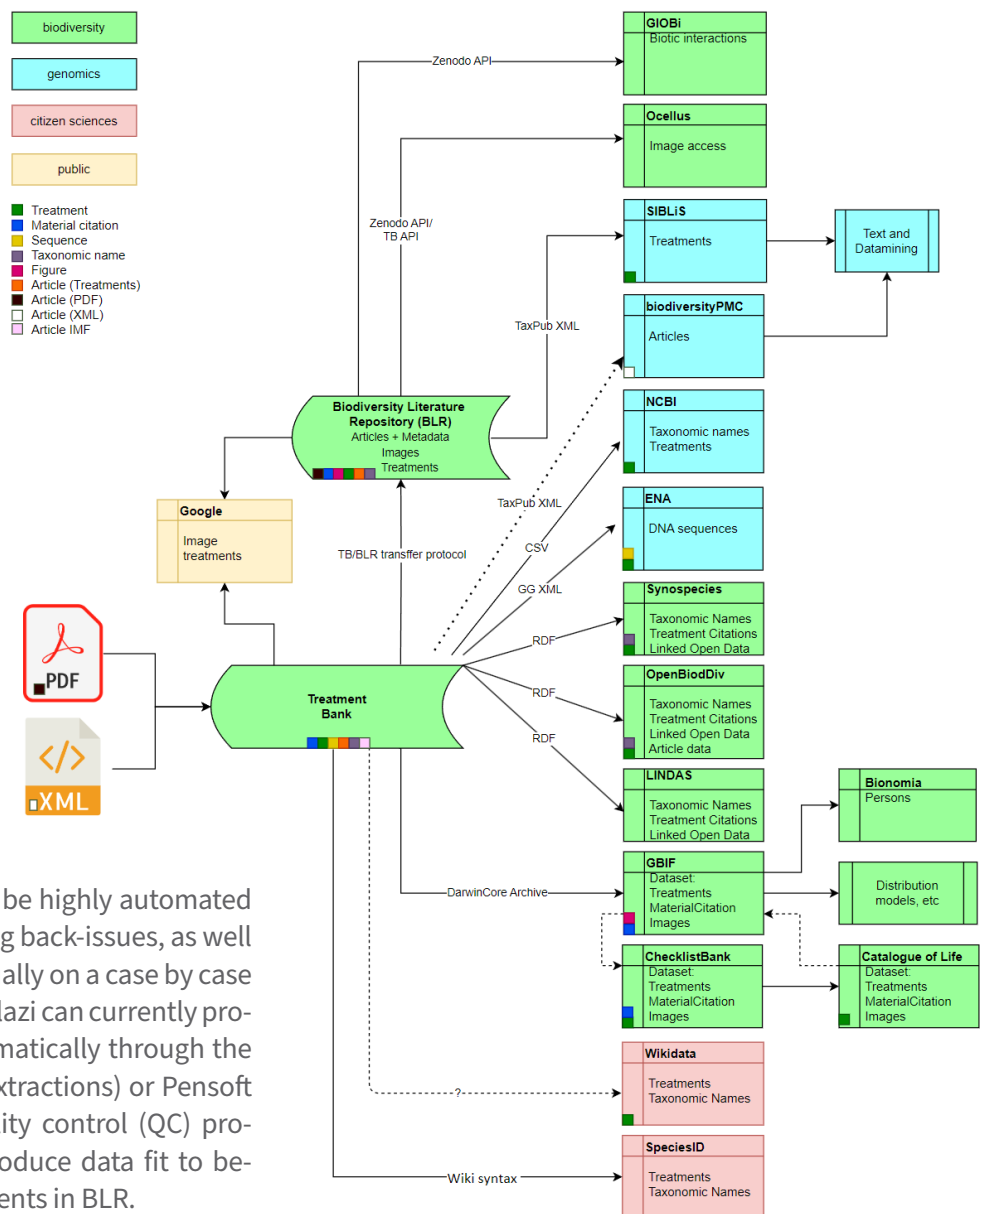 biodiversity
genomics
citizen sciences
public
Treatment
Material citation
Sequence
Taxonomic name
Figure
Article (Treatments)
Article (PDF)
Article (XML)
Article IMF
GlOBi
Biotic interactions
Zenodo API
Ocellus
Image access
Zenodo API/
TB API
SIBLiS
Treatments
Text and
Datamining
TaxPub XML
biodiversityPMC
Articles
Biodiversity Literature
Repository (BLR)
Articles + Metadata
Images
Treatments
NCBI
Taxonomic names
Treatments
Google
Image
treatments
TaxPub XML
ENA
DNA sequences
TB/BLR transffer protocol
CSV
GG XML
Synospecies
Taxonomic Names
Treatment Citations
Linked Open Data
RDF
PDF
Treatment
Bank
OpenBiodDiv
Taxonomic Names
Treatment Citations
Linked Open Data
Article data
RDF
RDF
</>
XML
LINDAS
Taxonomic Names
Treatment Citations
Linked Open Data
Bionomia
Persons
GBIF
Dataset:
Treatments
MaterialCitation
Images
DarwinCore Archive
Distribution
models, etc
ChecklistBank
Dataset:
Treatments
MaterialCitation
Images
Catalogue of Life
Dataset:
Treatments
MaterialCitation
Images
Wikidata
Treatments
Taxonomic Names
?
SpeciesID
Treatments
Taxonomic Names
Wiki syntax
be highly automated
g back-issues, as well
ally on a case by case
lazi can currently pro-
matically through the
xtractions) or Pensoft
lity control (QC) pro-
oduce data fit to be-
ents in BLR.